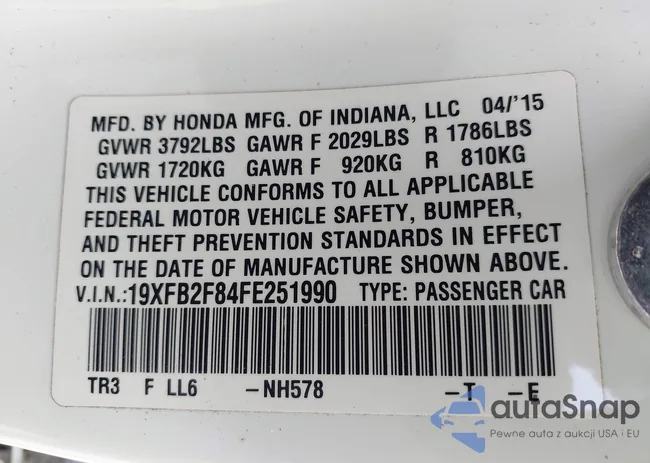 MFD. BY HONDA MFG. OF INDIANA, LLC 04/'15
GVWR 3792LBS GAWR F 2029LBS R 1786LBS
GVWR 1720KG GAWR F 920KG R 810KG
THIS VEHICLE CONFORMS TO ALL APPLICABLE
FEDERAL MOTOR VEHICLE SAFETY, BUMPER,
AND THEFT PREVENTION STANDARDS IN EFFECT
ON THE DATE OF MANUFACTURE SHOWN ABOVE.
V.I.N.:19XFB2F84FE251990 TYPE: PASSENGER CAR
TR3 F LL6 -NH578 -T -E
autaSnap
Pewne auta z aukcji USA i EU